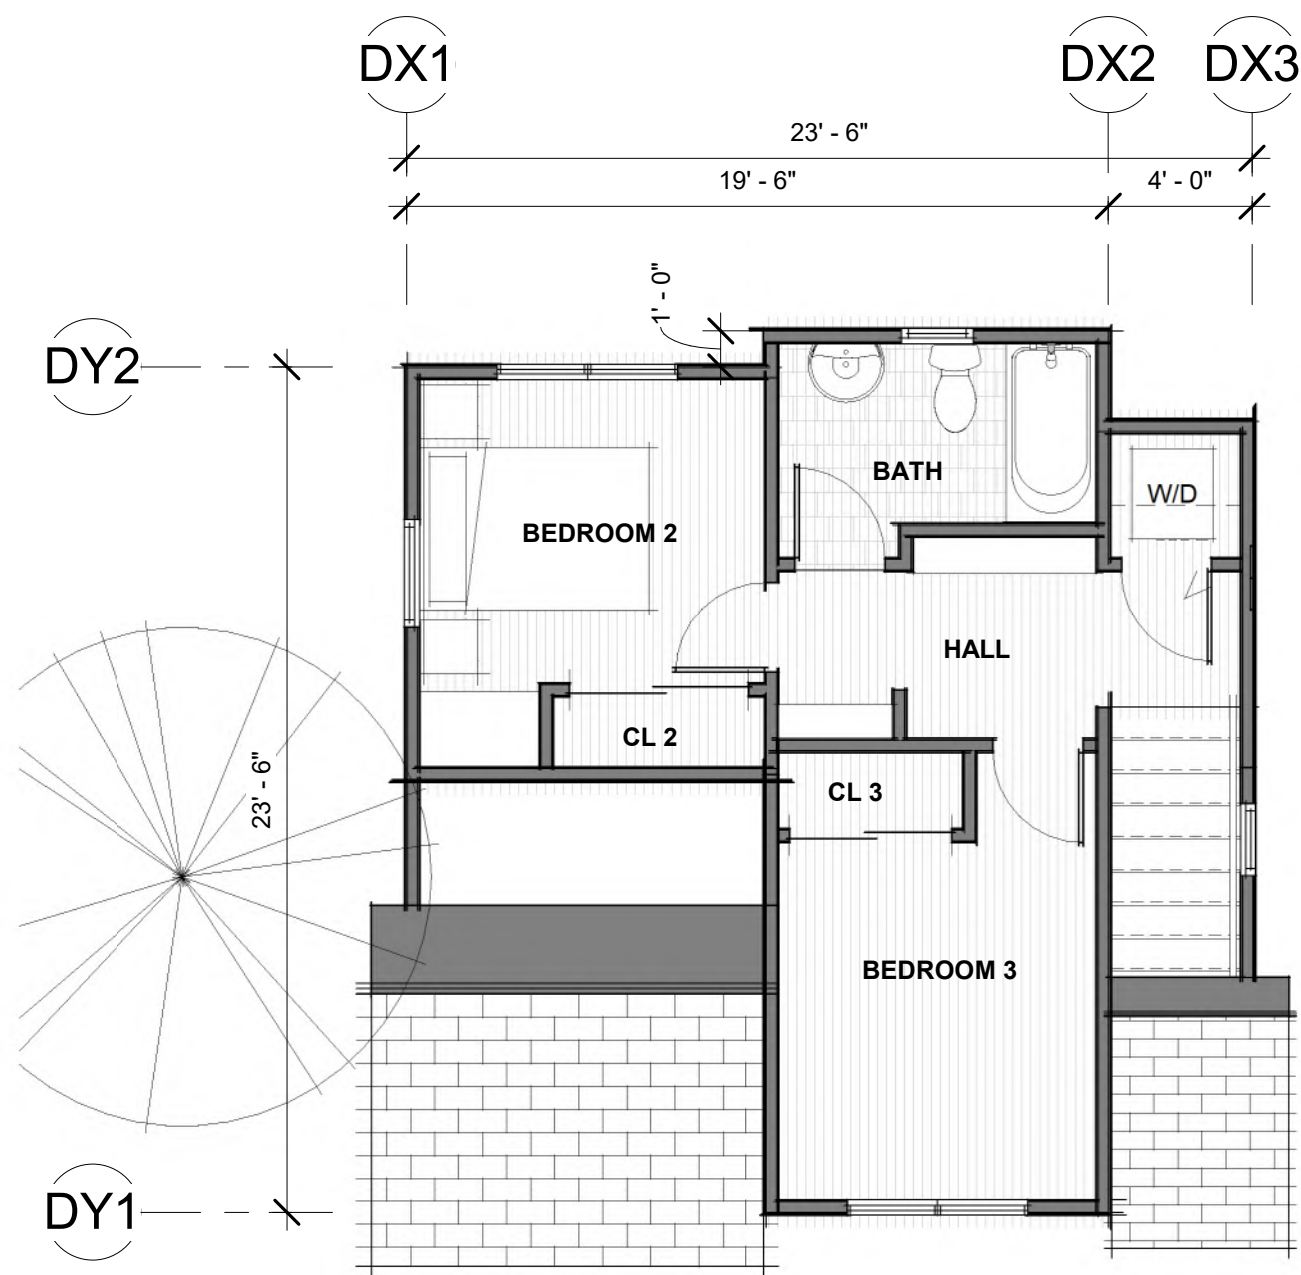 DX1
DX2
DX3
23' - 6"
19' - 6"
4' - 0"
1' - 0"
DY2
BATH
W/D
BEDROOM 2
HALL
CL 2
CL 3
23' - 6"
BEDROOM 3
DY1